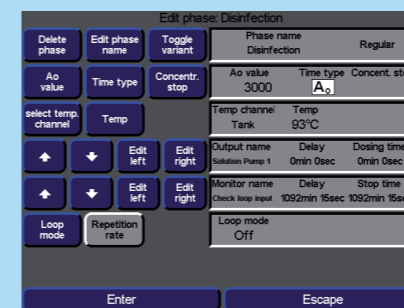 Edit phase: Disinfection
Delete phase
Edit phase name
Toggle variant
Phase name
Disinfection
Regular
Ao value
Time type
Concentr. stop
Ao value
3000
Time type
A₀
Concent. sto
select temp. channel
Temp
Temp channel
Tank
Temp
93°C
Edit left
Edit right
Output name
Solution Pump 1
Delay
0min 0sec
Dosing time
0min 0sec
Edit left
Edit right
Monitor name
Check loop input
Delay
1092min 15sec
Stop time
1092min 15sec
Loop mode
Repetition rate
Loop mode
Off
Enter
Escape